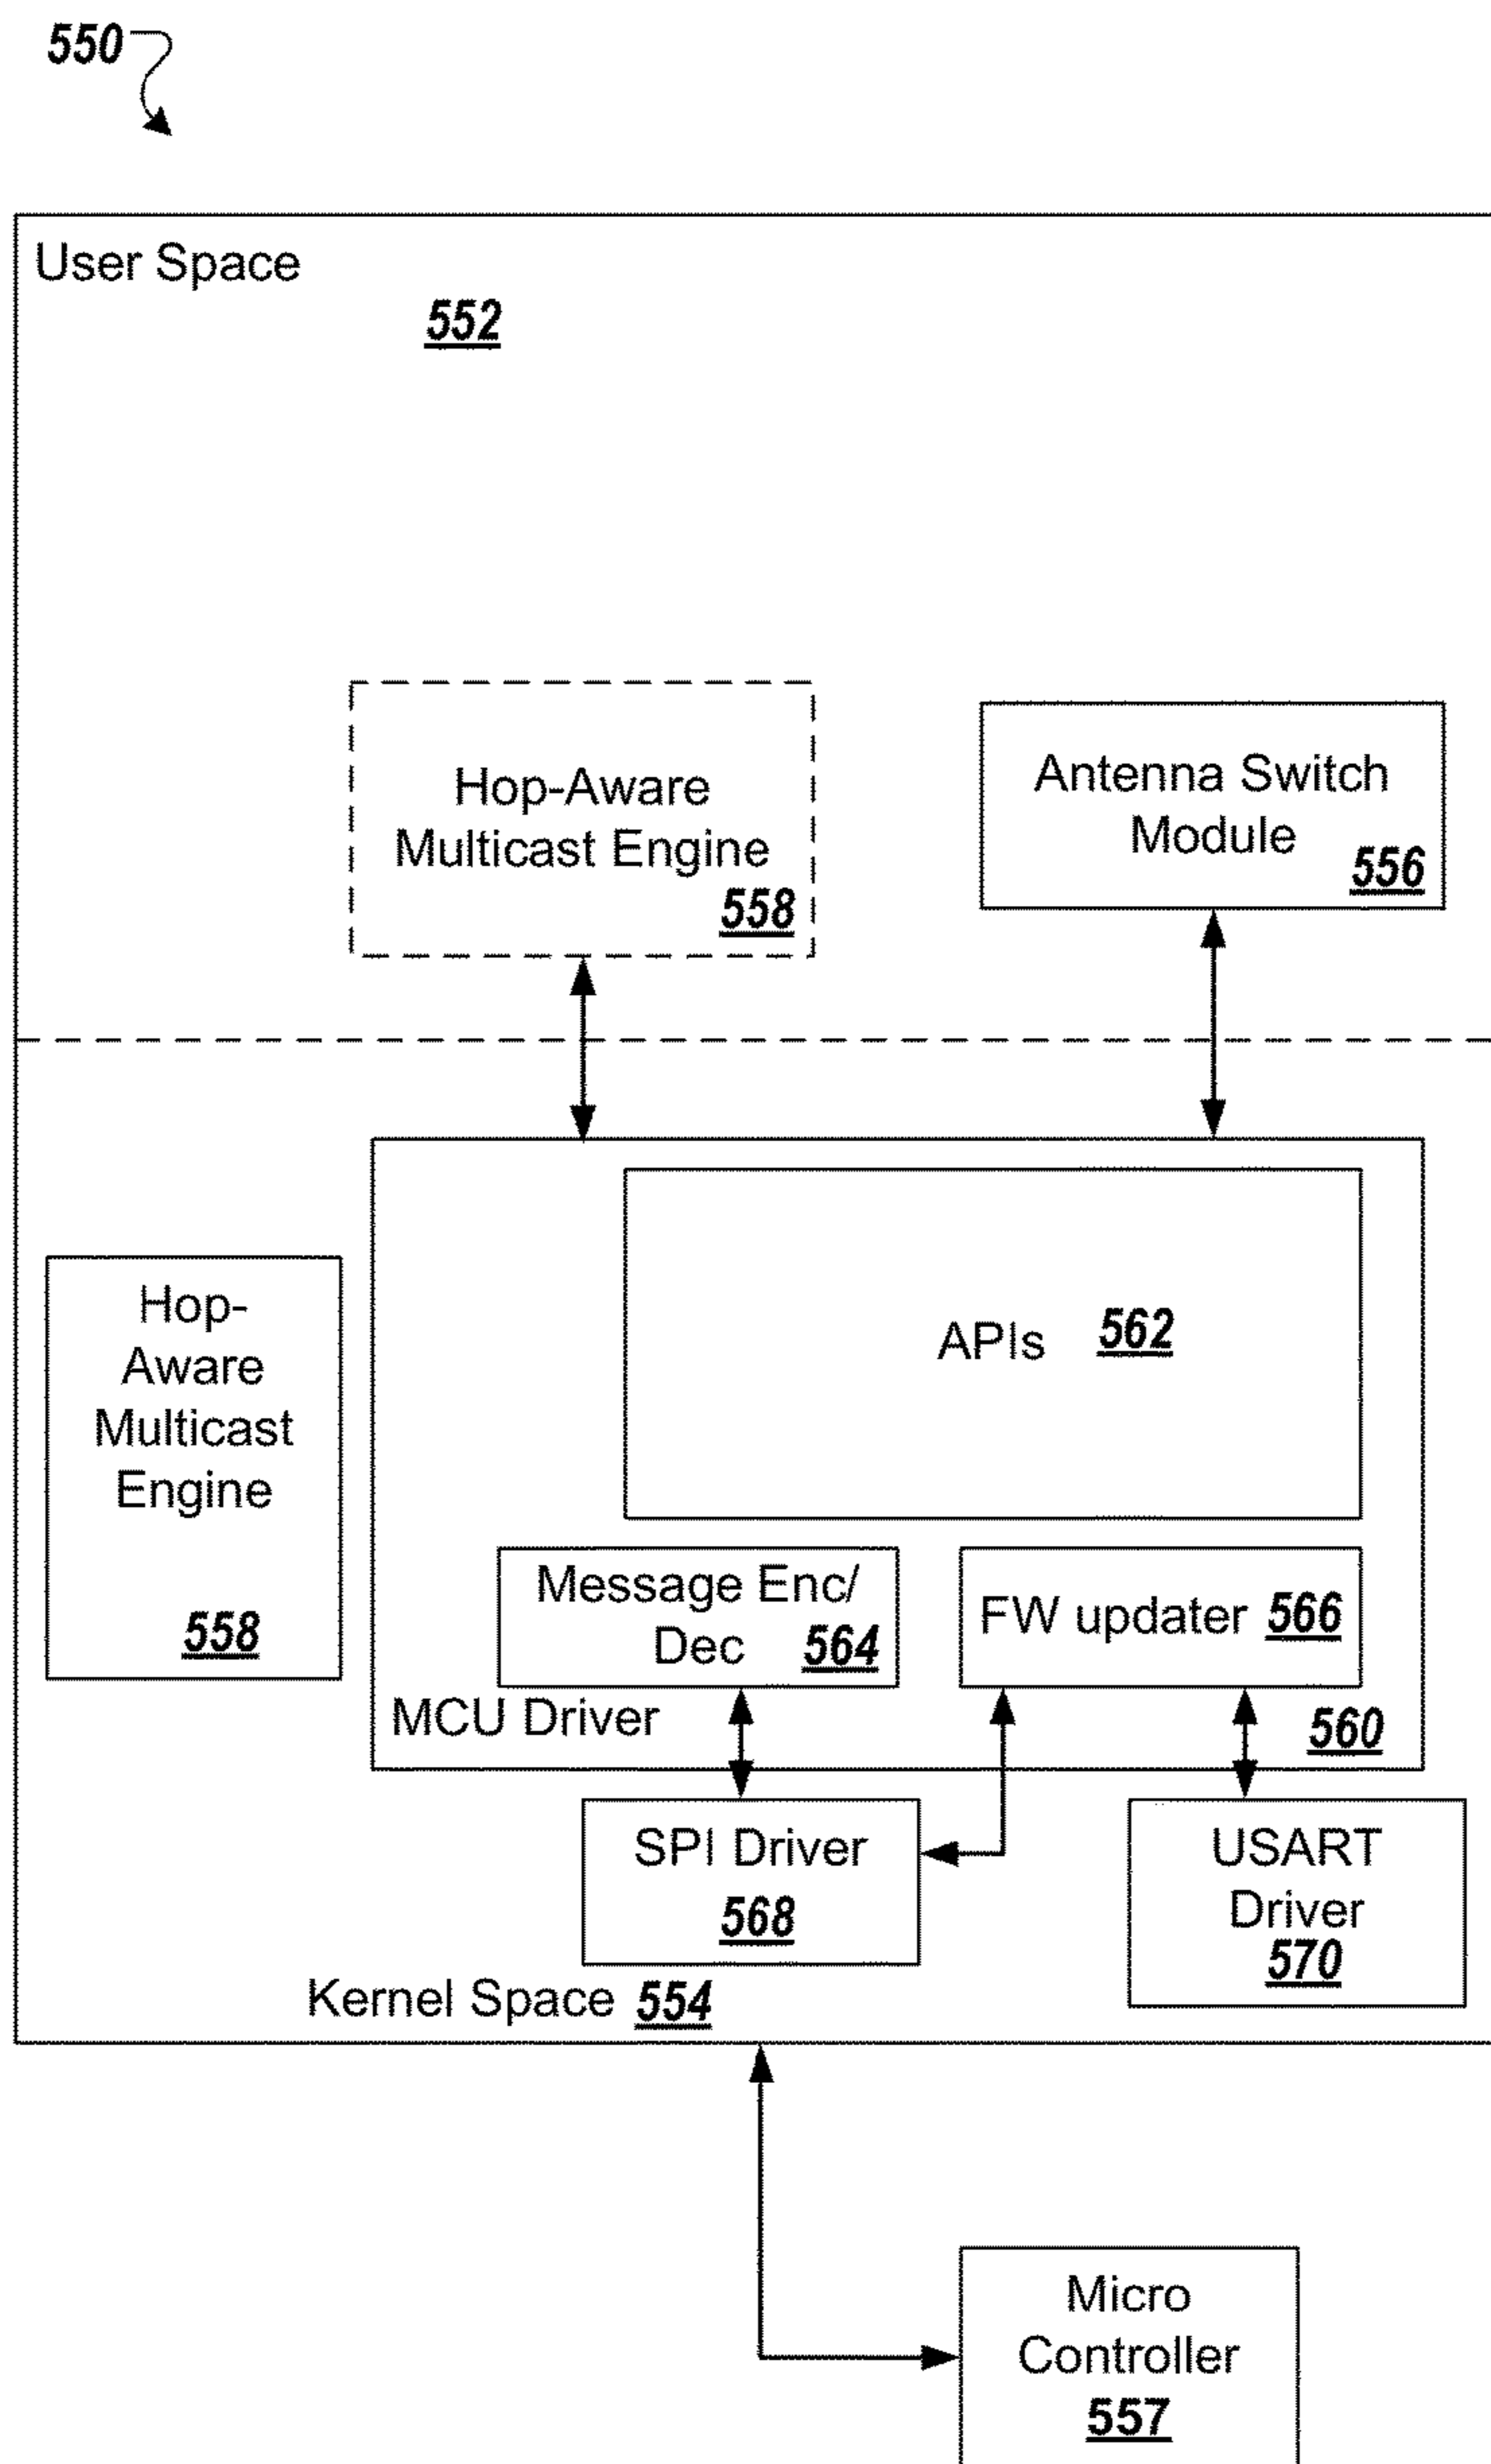 550
User Space
552
Hop-Aware
Multicast Engine
558
Antenna Switch
Module
556
APIs 562
Hop-
Aware
Multicast
Engine
558
Message Enc/
Dec 564
FW updater 566
MCU Driver
560
SPI Driver
568
USART
Driver
570
Kernel Space 554
Micro
Controller
557